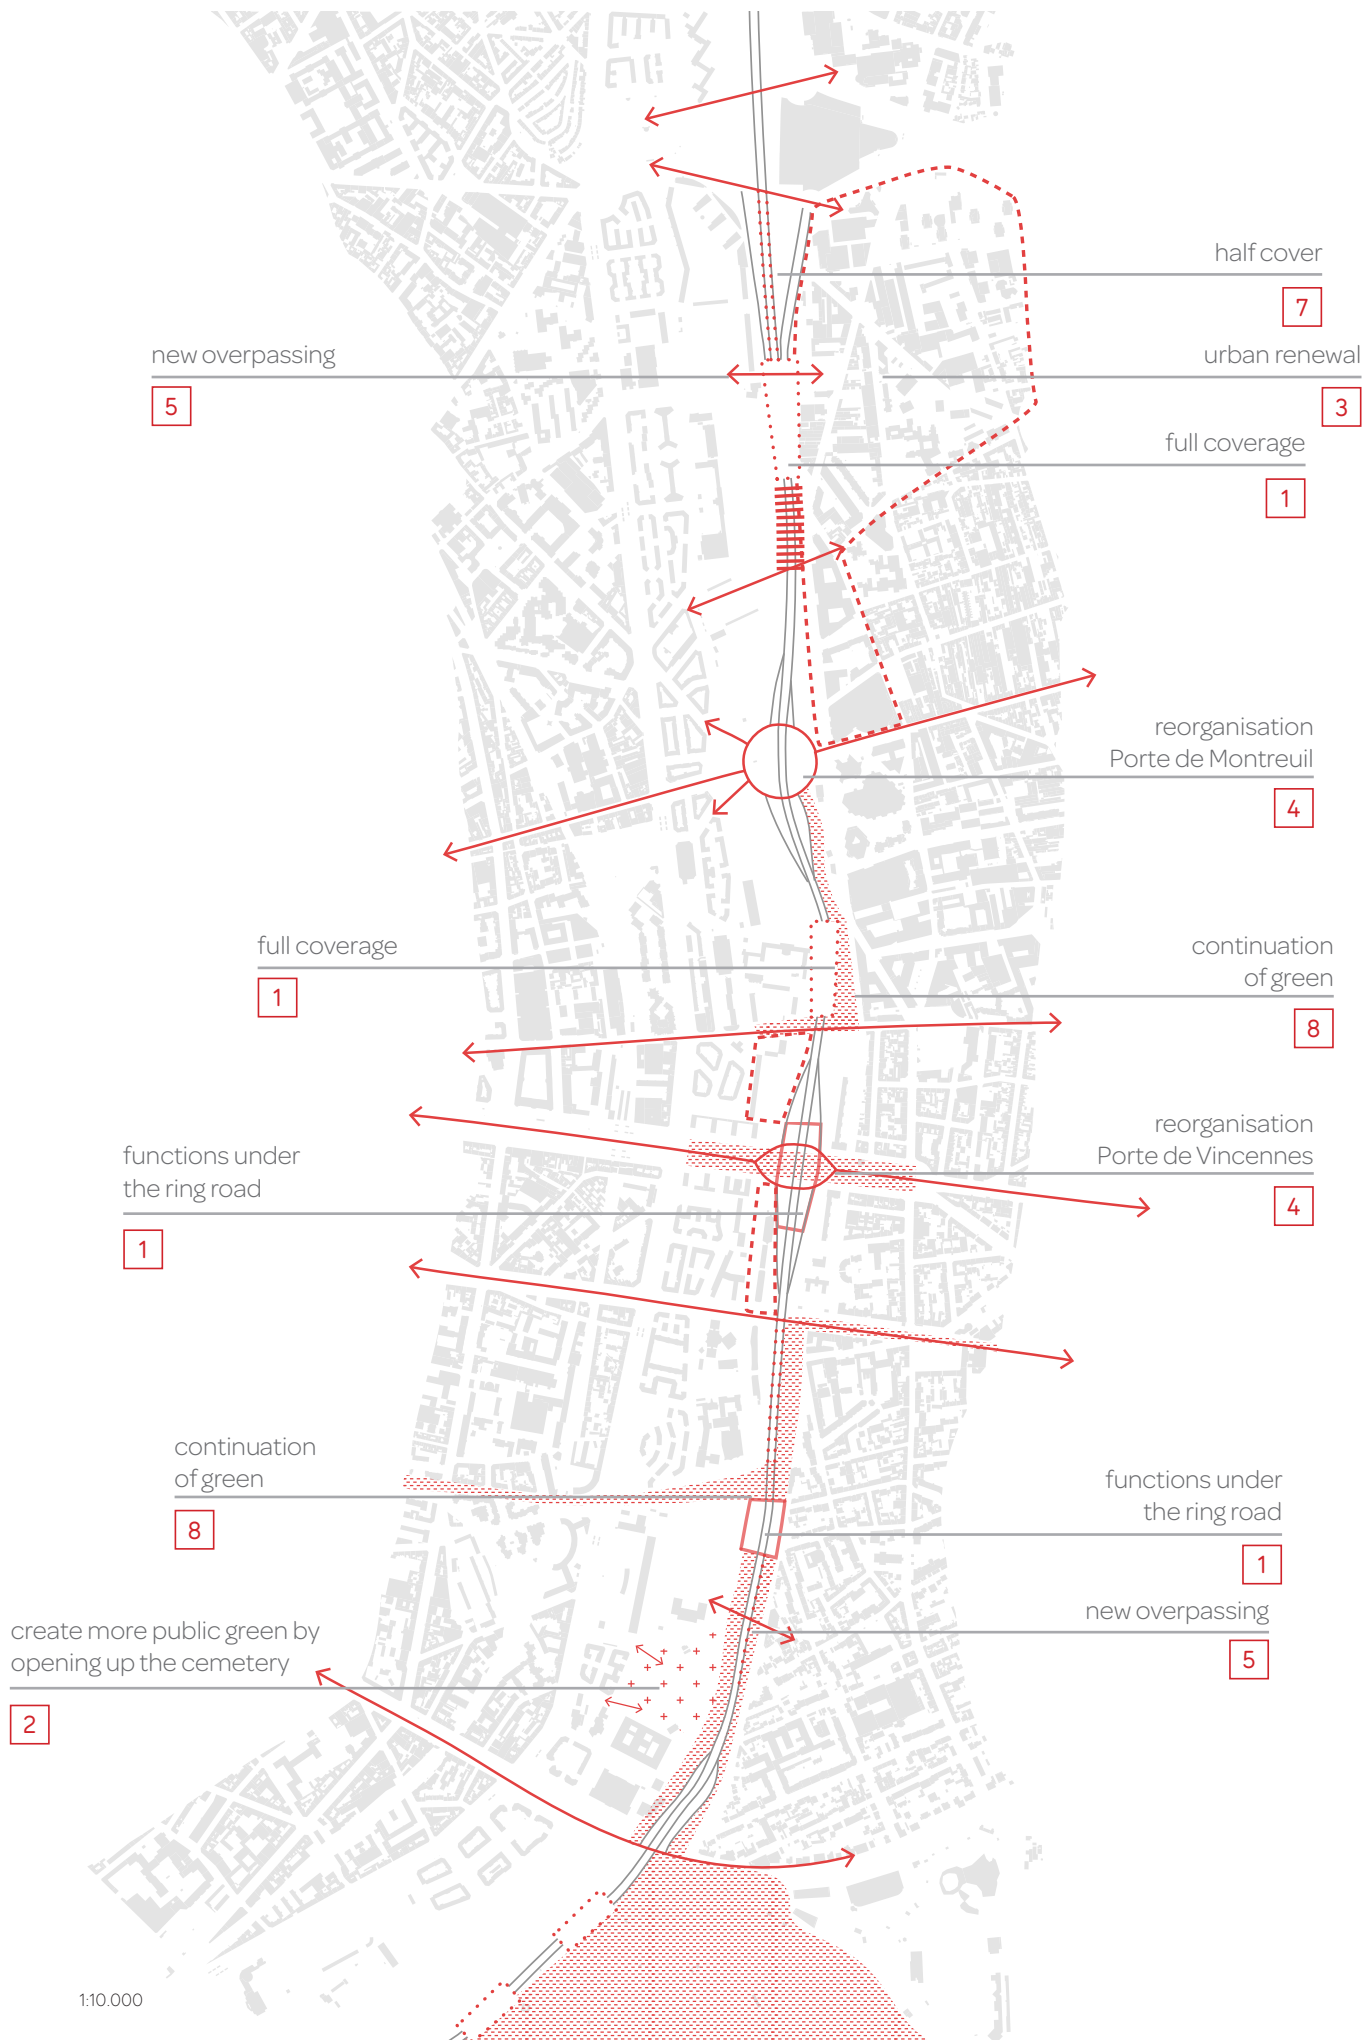 half cover
7
new overpassing
5
urban renewal
3
full coverage
1
reorganisation
Porte de Montreuil
4
full coverage
1
continuation
of green
8
reorganisation
Porte de Vincennes
4
functions under
the ring road
1
continuation
of green
8
functions under
the ring road
1
new overpassing
5
create more public green by
opening up the cemetery
2
1:10.000